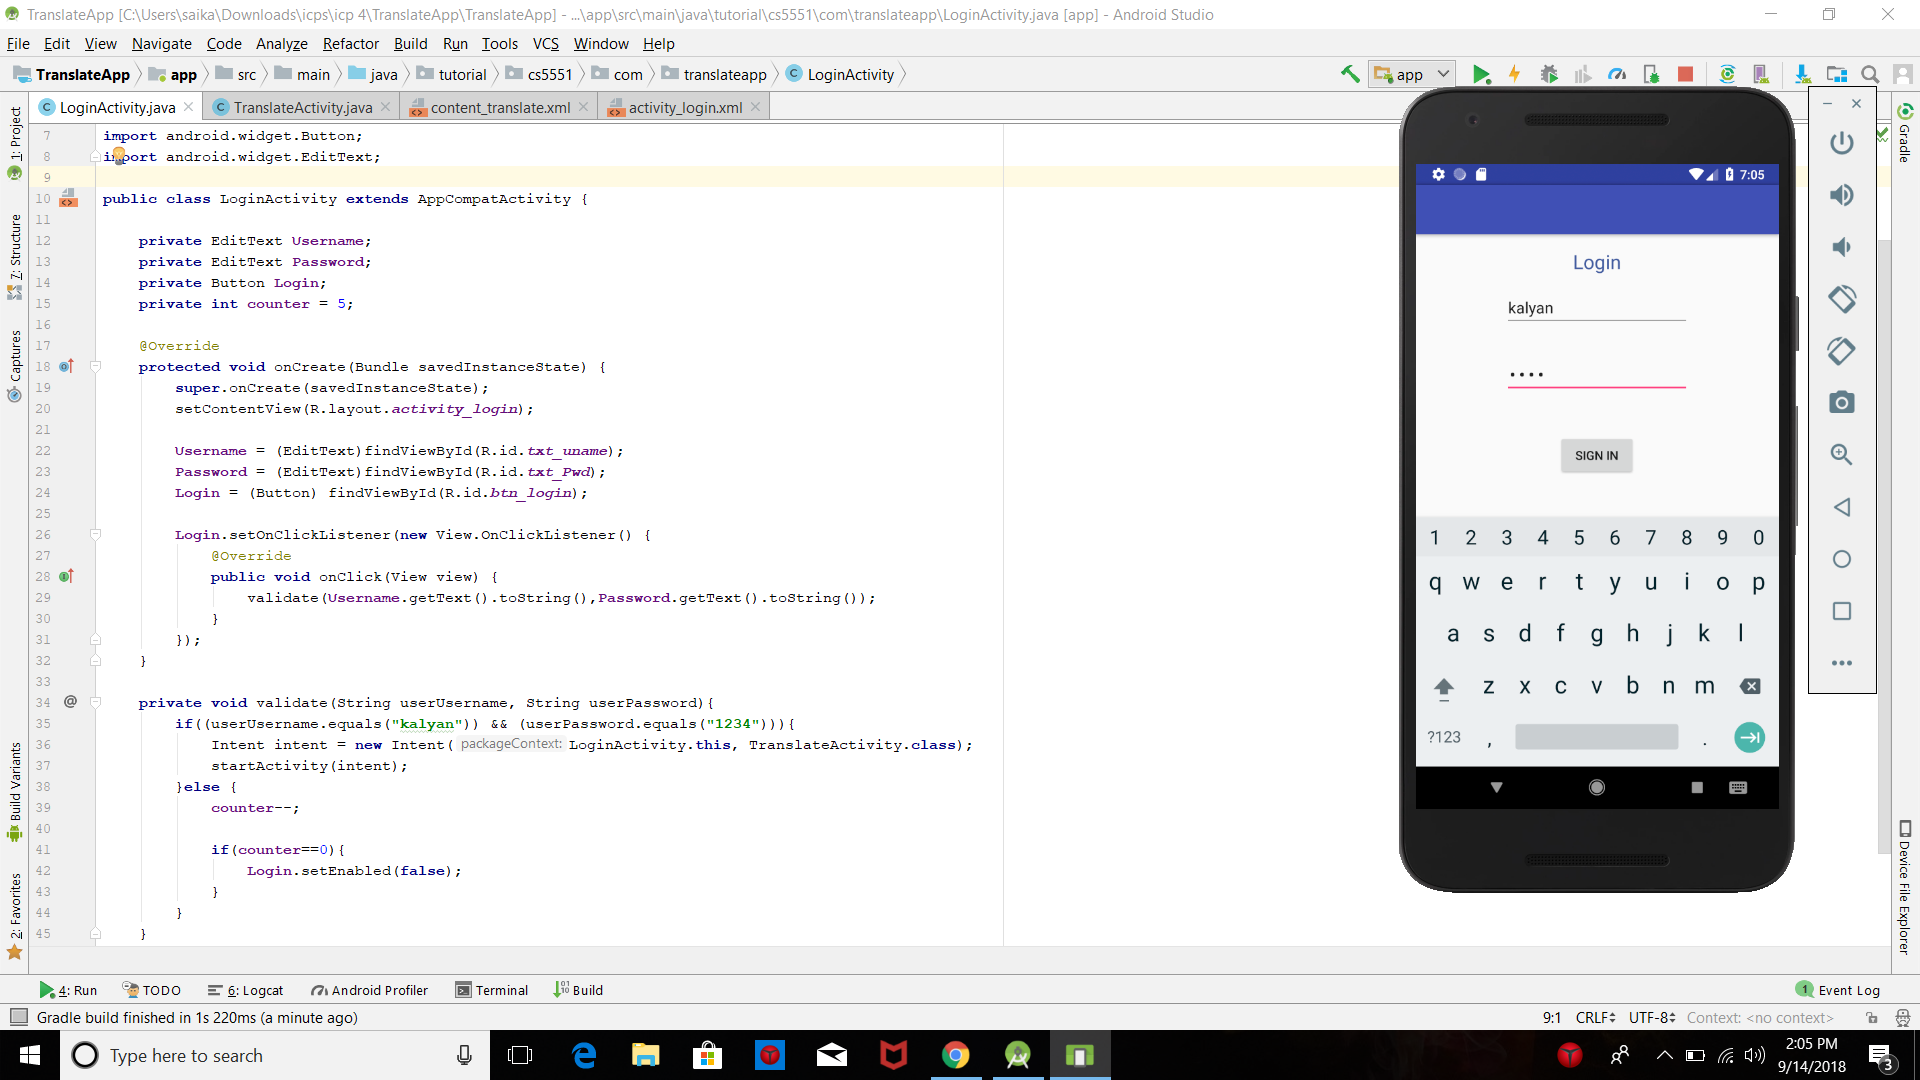 TranslateApp [C:\Users\saika\Downloads\icps\icp 4\TranslateApp\TranslateApp] - ...\app\src\main\java\tutorial\cs5551\com\translateapp\LoginActivity.java [app] - Android Studio
File Edit View Navigate Code Analyze Refactor Build Run Tools VCS Window Help
TranslateApp app src main java tutorial cs5551 com translateapp LoginActivity
app
LoginActivity.java TranslateActivity.java content_translate.xml activity_login.xml
1: Project
7: Structure
Captures
Build Variants
2: Favorites
7 import android.widget.Button;
8 import android.widget.EditText;
9
10 public class LoginActivity extends AppCompatActivity {
11
12 private EditText Username;
13 private EditText Password;
14 private Button Login;
15 private int counter = 5;
16
17 @Override
18 protected void onCreate(Bundle savedInstanceState) {
19 super.onCreate(savedInstanceState);
20 setContentView(R.layout.activity_login);
21
22 Username = (EditText)findViewById(R.id.txt_uname);
23 Password = (EditText)findViewById(R.id.txt_Pwd);
24 Login = (Button) findViewById(R.id.btn_login);
25
26 Login.setOnClickListener(new View.OnClickListener() {
27 @Override
28 public void onClick(View view) {
29 validate(Username.getText().toString(),Password.getText().toString());
30 }
31 });
32 }
33
34 @ private void validate(String userUsername, String userPassword){
35 if((userUsername.equals("kalyan")) && (userPassword.equals("1234"))){
36 Intent intent = new Intent( packageContext: LoginActivity.this, TranslateActivity.class);
37 startActivity(intent);
38 }else {
39 counter--;
40
41 if(counter==0){
42 Login.setEnabled(false);
43 }
44 }
45 }
7:05
Login
kalyan
••••
SIGN IN
1 2 3 4 5 6 7 8 9 0
q w e r t y u i o p
a s d f g h j k l
z x c v b n m
?123 , .
Gradle
Device File Explorer
4: Run TODO 6: Logcat Android Profiler Terminal Build 1 Event Log
Gradle build finished in 1s 220ms (a minute ago) 9:1 CRLF UTF-8 Context: <no context>
Type here to search
2:05 PM
9/14/2018
3